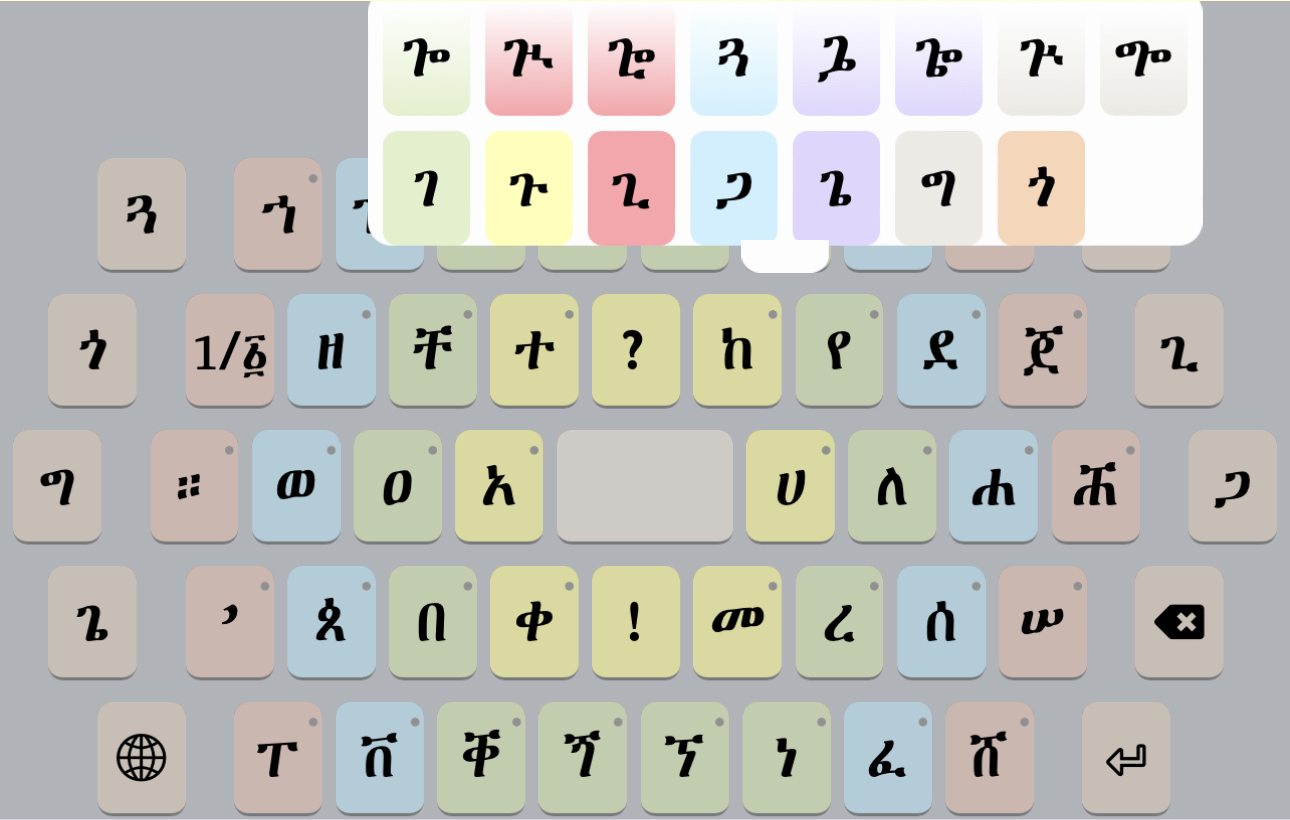 ጎ ጒ ጐ ጓ ጔ ጕ
ገ ጉ ጊ ጋ ጌ ግ ጎ
ጓ ኀ
ጎ 1/፩ ዘ ቸ ተ ? ከ የ ደ ጀ ጊ
ግ ። ወ ዐ አ ሀ ለ ሐ ጋ
ጌ ’ ጰ በ ቀ ! መ ረ ሰ ሠ
ፐ ቨ ቐ ነ ፈ ሸ